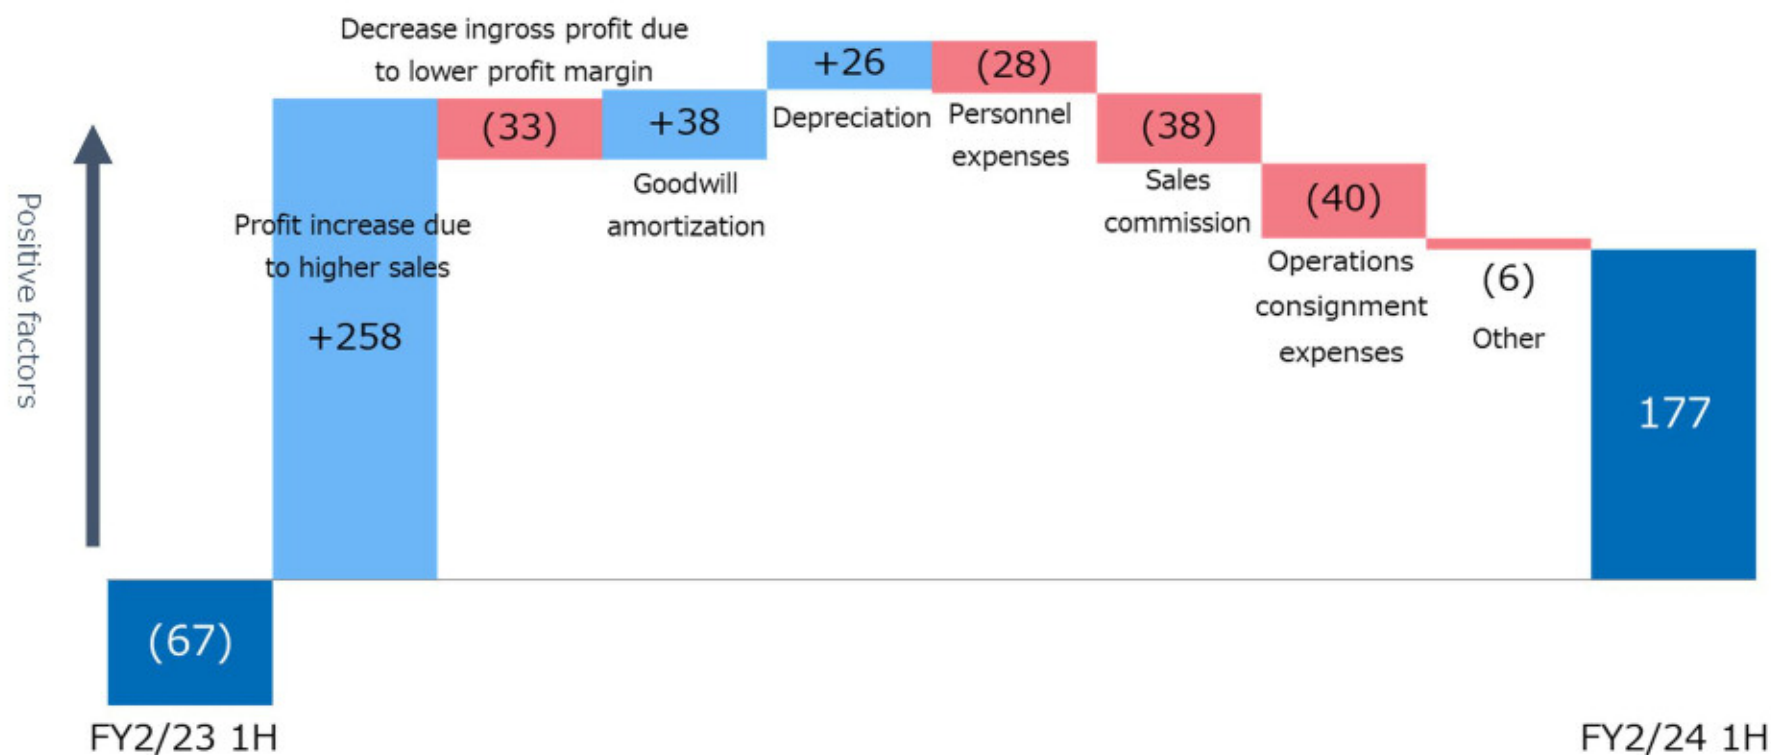 Positive factors
(67)
FY2/23 1H
Profit increase due
to higher sales
+258
Decrease ingross profit due
to lower profit margin
(33)
+38
Goodwill
amortization
+26
Depreciation
(28)
Personnel
expenses
(38)
Sales
commission
(40)
Operations
consignment
expenses
(6)
Other
177
FY2/24 1H